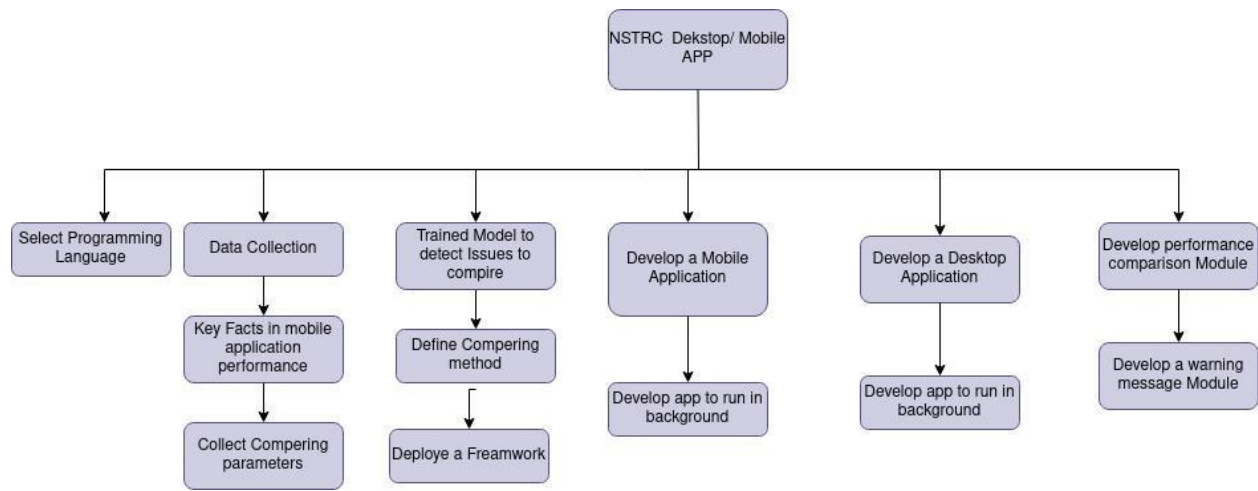 NSTRC Dekstop/ Mobile
APP
Select Programming
Language
Data Collection
Key Facts in mobile
application
performance
Collect Compering
parameters
Trained Model to
detect Issues to
compire
Define Compering
method
Deploye a Freamwork
Develop a Mobile
Application
Develop app to run in
background
Develop a Desktop
Application
Develop app to run in
background
Develop performance
comparison Module
Develop a warning
message Module